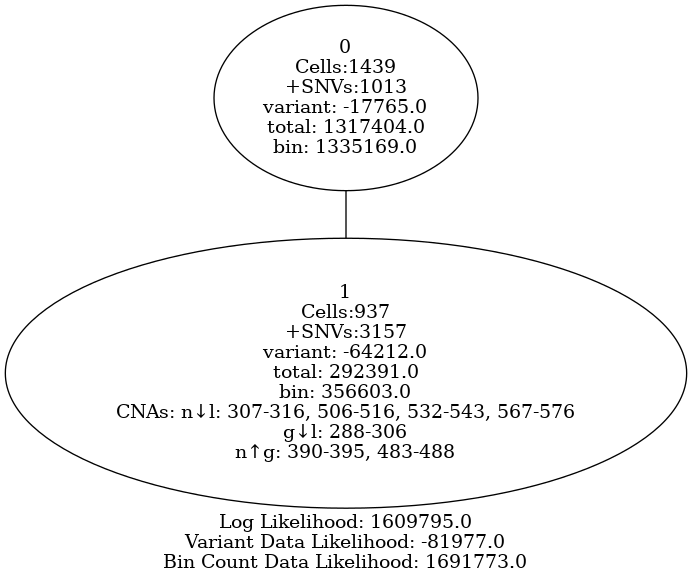 0
Cells:1439
+SNVs:1013
variant: -17765.0
total: 1317404.0
bin: 1335169.0
1
Cells:937
+SNVs:3157
variant: -64212.0
total: 292391.0
bin: 356603.0
CNAs: n↓l: 307-316, 506-516, 532-543, 567-576
g↓l: 288-306
n↑g: 390-395, 483-488
Log Likelihood: 1609795.0
Variant Data Likelihood: -81977.0
Bin Count Data Likelihood: 1691773.0